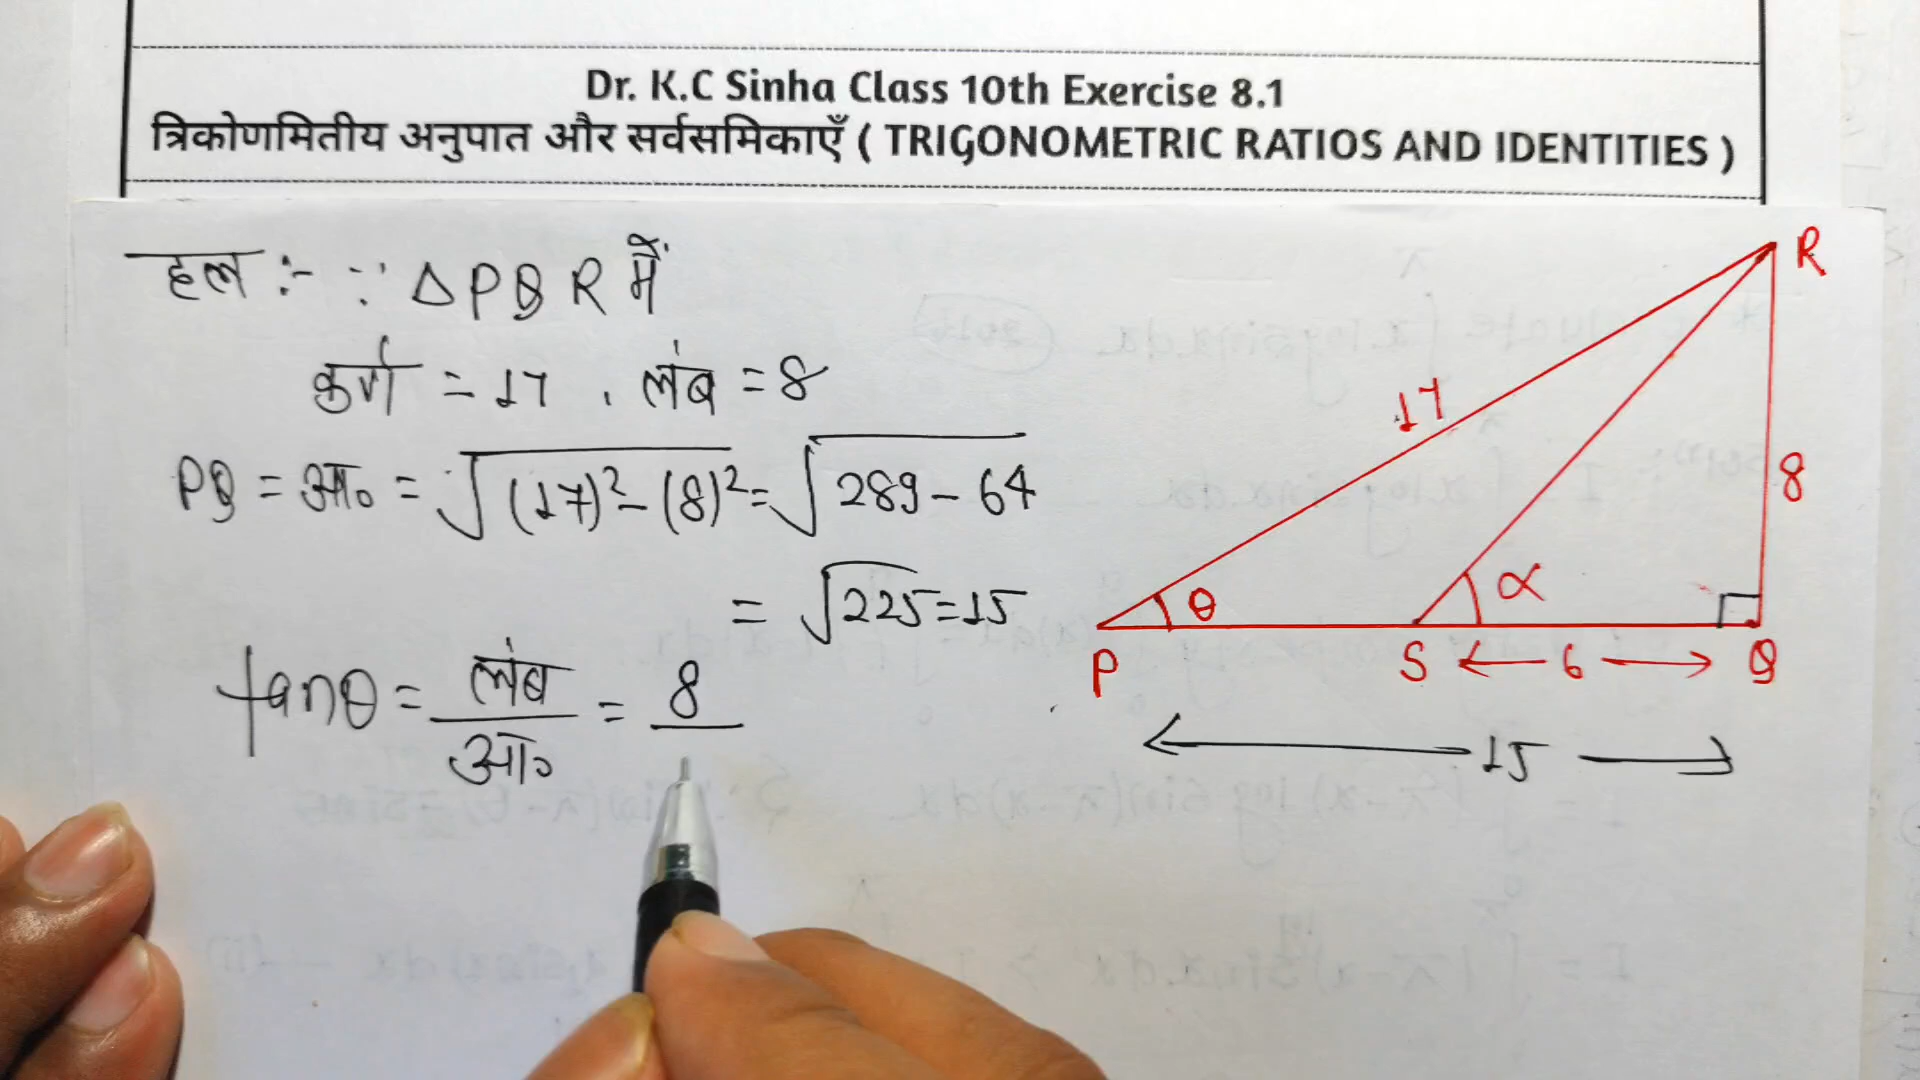 Dr. K.C Sinha Class 10th Exercise 8.1
त्रिकोणमितीय अनुपात और सर्वसमिकाएँ ( TRIGONOMETRIC RATIOS AND IDENTITIES )
हल :- ∵ △PQR में
कर्ण = 17 , लंब = 8
PQ = आ० = √(17)² - (8)² = √289 - 64
= √225 = 15
tanθ = लंब/आ० = 8/
R
17
8
θ
α
P
S ← 6 → Q
← 15 →